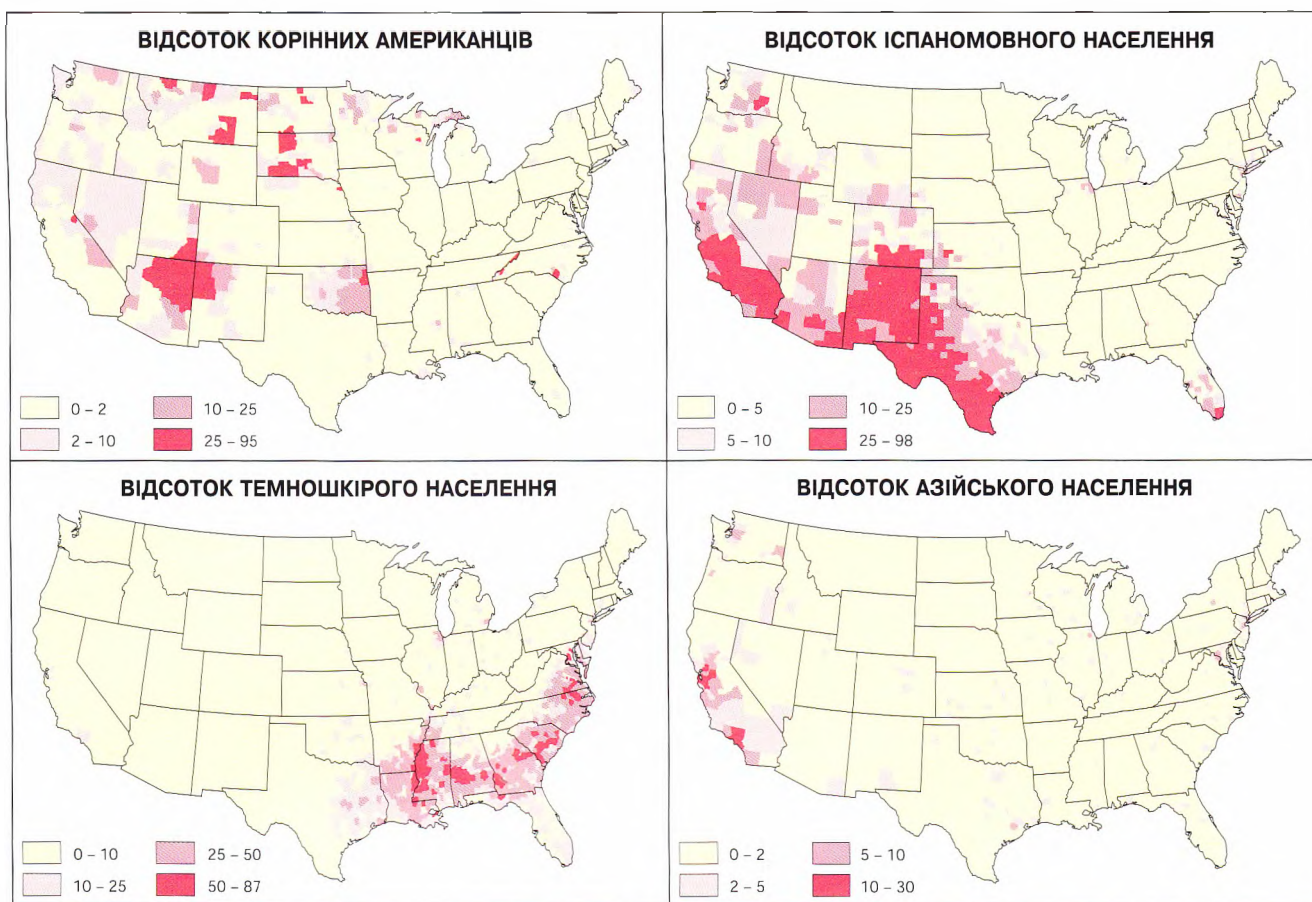 ВІДСОТОК КОРІННИХ АМЕРИКАНЦІВ
0 – 2
10 – 25
2 – 10
25 – 95
ВІДСОТОК ІСПАНОМОВНОГО НАСЕЛЕННЯ
0 – 5
10 – 25
5 – 10
25 – 98
ВІДСОТОК ТЕМНОШКІРОГО НАСЕЛЕННЯ
0 – 10
25 – 50
10 – 25
50 – 87
ВІДСОТОК АЗІЙСЬКОГО НАСЕЛЕННЯ
0 – 2
5 – 10
2 – 5
10 – 30